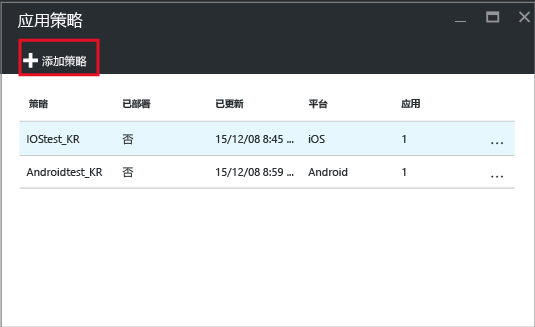 应用策略
添加策略
策略 已部署 已更新 平台 应用
IOStest_KR 否 15/12/08 8:45 ... iOS 1 ...
Androidtest_KR 否 15/12/08 8:59 ... Android 1 ...